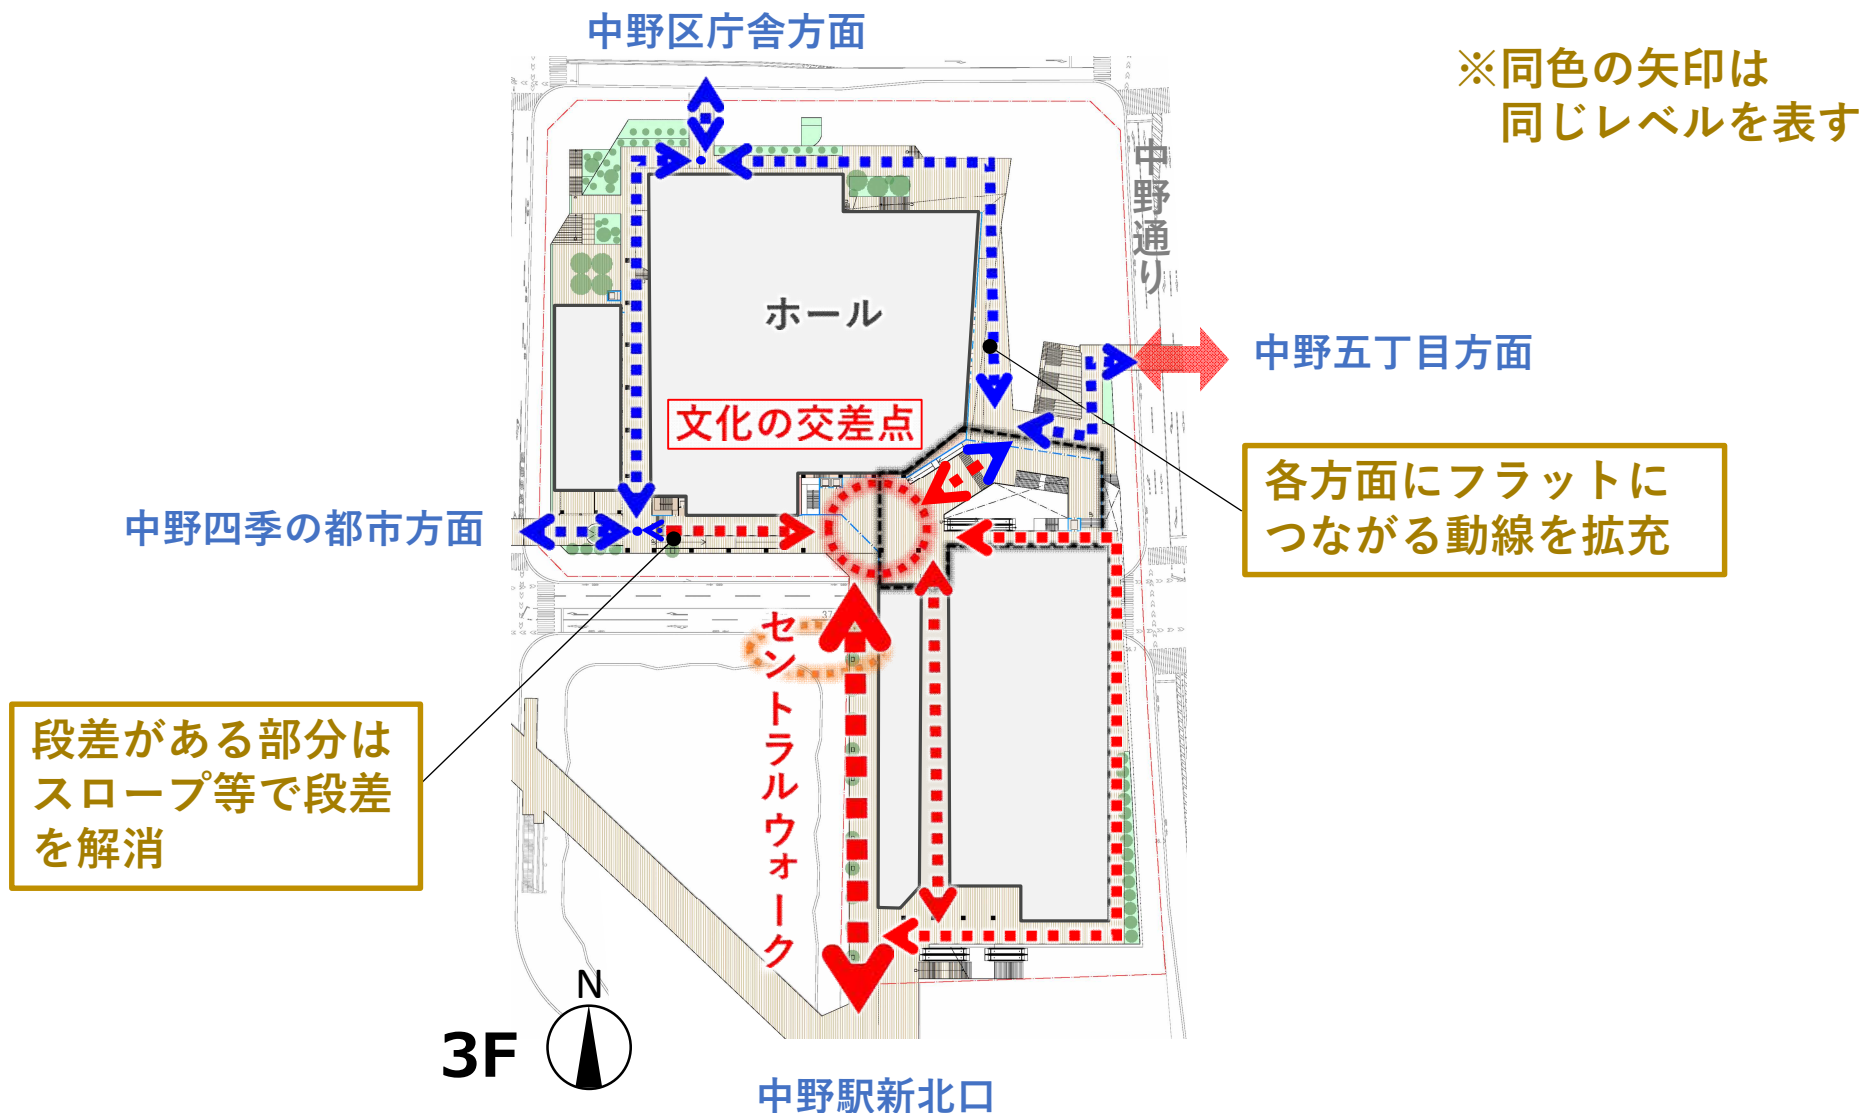 中野区庁舎方面
※同色の矢印は
同じレベルを表す
中野通り
ホール
中野五丁目方面
文化の交差点
各方面にフラットに
つながる動線を拡充
中野四季の都市方面
セントラルウォーク
段差がある部分は
スロープ等で段差
を解消
N
3F
中野駅新北口